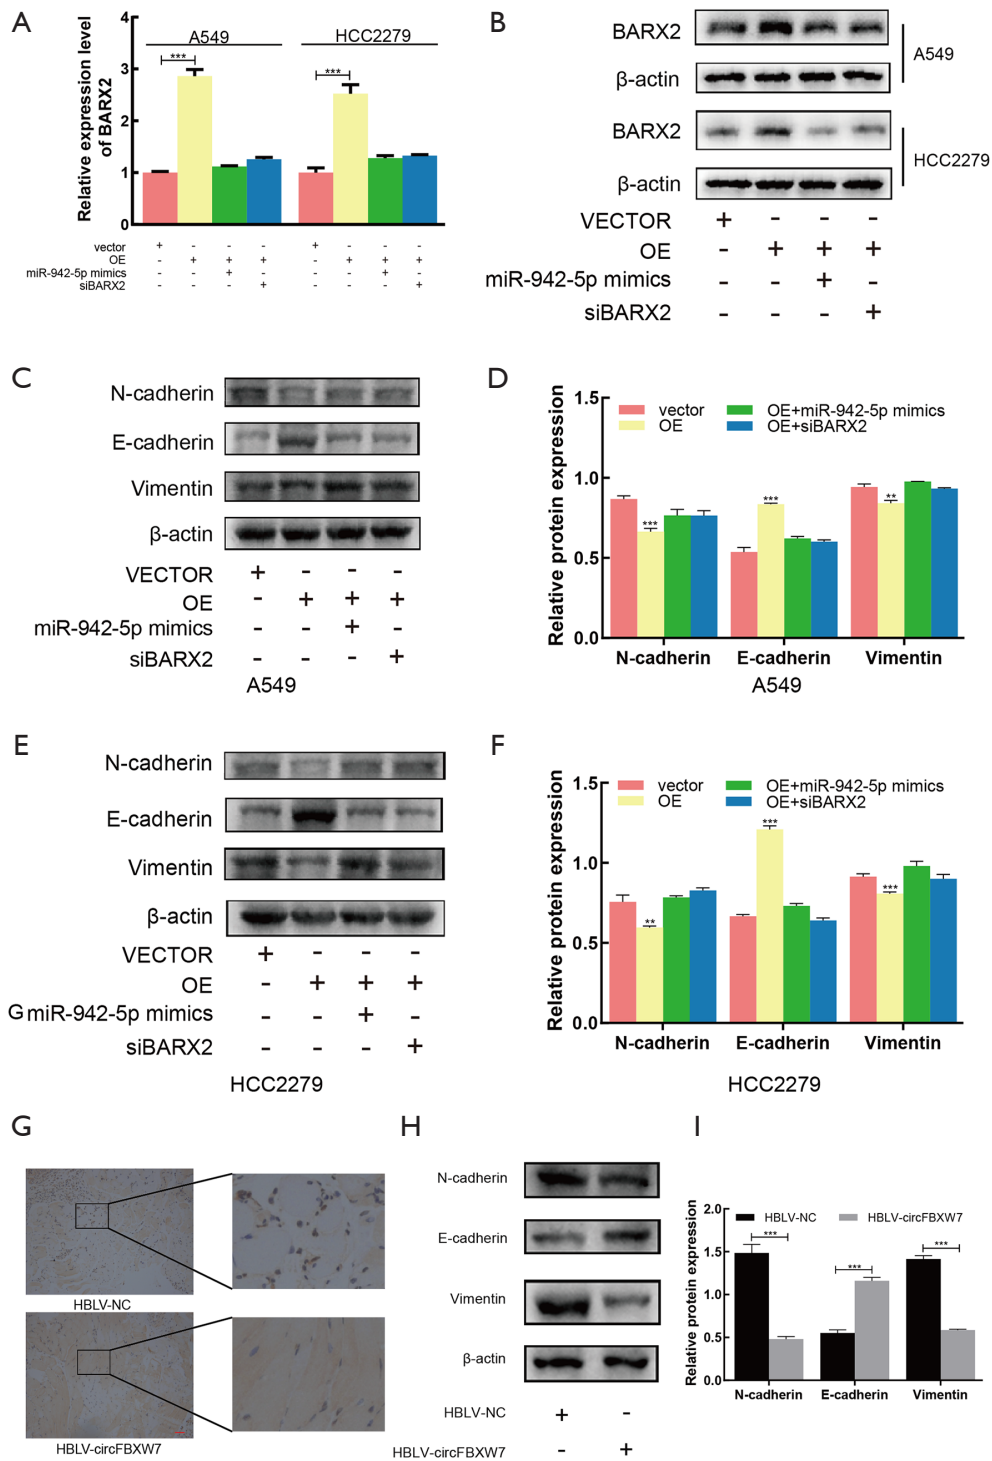 A
Relative expression level
of BARX2
4
3
2
1
0
A549
HCC2279
***
***
vector + - - - + - - -
OE - + + + - + + +
miR-942-5p mimics - - + - - - + -
siBARX2 - - - + - - - +
B
BARX2
β-actin
A549
BARX2
β-actin
HCC2279
VECTOR + - - -
OE - + + +
miR-942-5p mimics - - + -
siBARX2 - - - +
C
N-cadherin
E-cadherin
Vimentin
β-actin
VECTOR + - - -
OE - + + +
miR-942-5p mimics - - + -
siBARX2 - - - +
A549
D
Relative protein expression
1.5
1.0
0.5
0.0
vector
OE
OE+miR-942-5p mimics
OE+siBARX2
***
***
**
N-cadherin E-cadherin Vimentin
A549
E
N-cadherin
E-cadherin
Vimentin
β-actin
VECTOR + - - -
OE - + + +
G miR-942-5p mimics - - + -
siBARX2 - - - +
HCC2279
F
Relative protein expression
1.5
1.0
0.5
0.0
vector
OE
OE+miR-942-5p mimics
OE+siBARX2
**
***
***
N-cadherin E-cadherin Vimentin
HCC2279
G
HBLV-NC
HBLV-circFBXW7
H
N-cadherin
E-cadherin
Vimentin
β-actin
HBLV-NC + -
HBLV-circFBXW7 - +
I
Relative protein expression
2.0
1.5
1.0
0.5
0.0
HBLV-NC
HBLV-circFBXW7
***
***
***
N-cadherin E-cadherin Vimentin